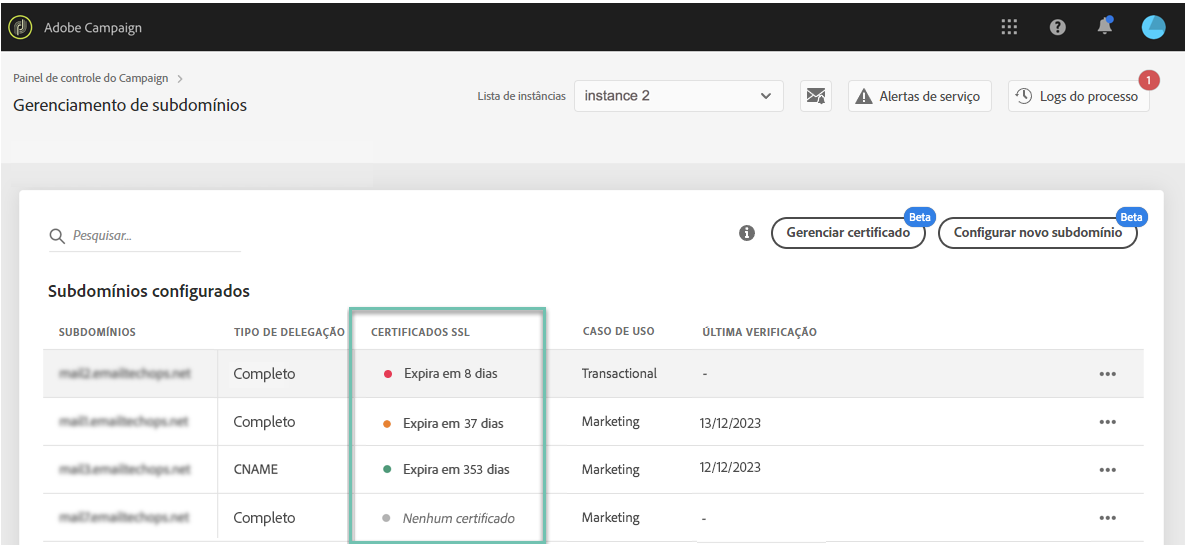 Adobe Campaign
Painel de controle do Campaign
Gerenciamento de subdomínios
Lista de instâncias
instance 2
Alertas de serviço
Logs do processo
1
Pesquisar...
Gerenciar certificado
Beta
Configurar novo subdomínio
Beta
Subdomínios configurados
SUBDOMÍNIOS TIPO DE DELEGAÇÃO CERTIFICADOS SSL CASO DE USO ÚLTIMA VERIFICAÇÃO
mail2.emailtechops.net Completo Expira em 8 dias Transactional -
mail1.emailtechops.net Completo Expira em 37 dias Marketing 13/12/2023
mail3.emailtechops.net CNAME Expira em 353 dias Marketing 12/12/2023
mail7.emailtechops.net Completo Nenhum certificado Marketing -